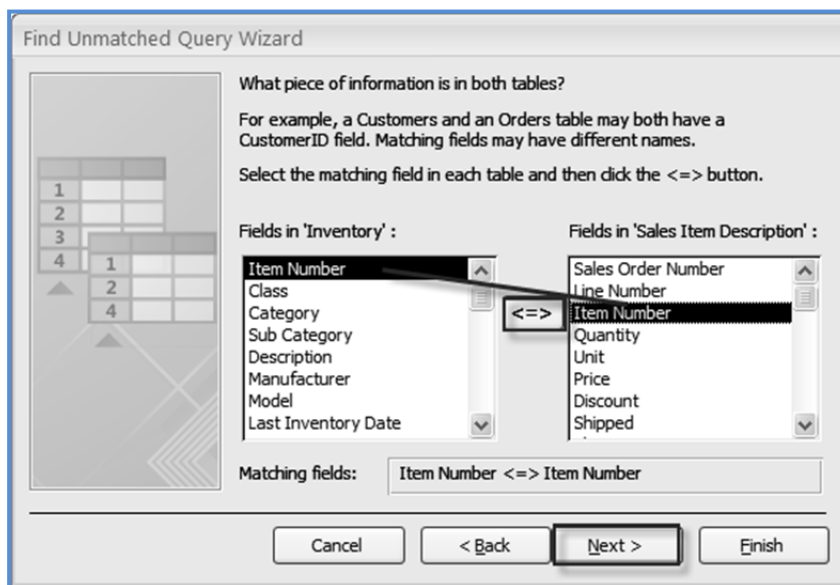 Find Unmatched Query Wizard
What piece of information is in both tables?
For example, a Customers and an Orders table may both have a
CustomerID field. Matching fields may have different names.
Select the matching field in each table and then click the <=> button.
1
2
3
4
1
2
4
Fields in 'Inventory' :
Item Number
Class
Category
Sub Category
Description
Manufacturer
Model
Last Inventory Date
<=>
Fields in 'Sales Item Description' :
Sales Order Number
Line Number
Item Number
Quantity
Unit
Price
Discount
Shipped
Matching fields:
Item Number <=> Item Number
Cancel
< Back
Next >
Finish